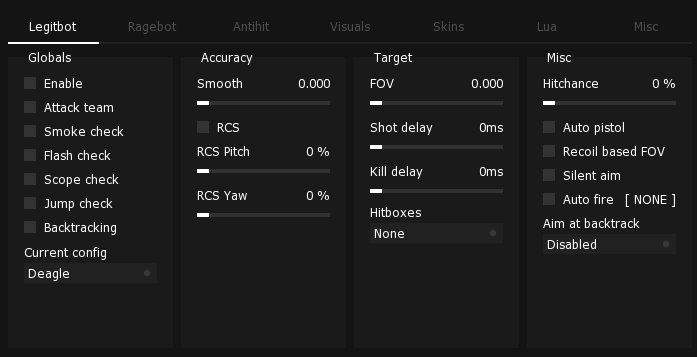 Legitbot Ragebot Antihit Visuals Skins Lua Misc
Globals
Enable
Attack team
Smoke check
Flash check
Scope check
Jump check
Backtracking
Current config
Deagle
Accuracy
Smooth 0.000
RCS
RCS Pitch 0 %
RCS Yaw 0 %
Target
FOV 0.000
Shot delay 0ms
Kill delay 0ms
Hitboxes
None
Misc
Hitchance 0 %
Auto pistol
Recoil based FOV
Silent aim
Auto fire [ NONE ]
Aim at backtrack
Disabled